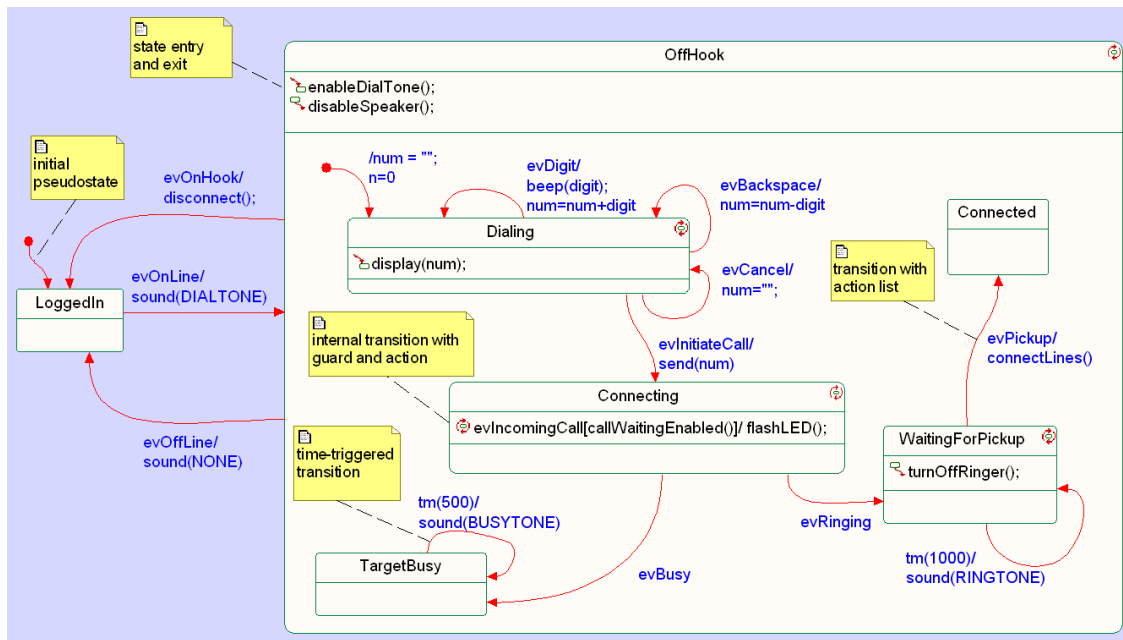 state entry
and exit
OffHook
enableDialTone();
disableSpeaker();
initial
pseudostate
evOnHook/
disconnect();
/num = "";
n=0
evDigit/
beep(digit);
num=num+digit
evBackspace/
num=num-digit
Dialing
display(num);
Connected
evCancel/
num="";
transition with
action list
evOnLine/
sound(DIALTONE)
LoggedIn
internal transition with
guard and action
evInitiateCall/
send(num)
evPickup/
connectLines()
Connecting
evIncomingCall[callWaitingEnabled()]/ flashLED();
evOffLine/
sound(NONE)
time-triggered
transition
WaitingForPickup
turnOffRinger();
tm(500)/
sound(BUSYTONE)
evRinging
TargetBusy
evBusy
tm(1000)/
sound(RINGTONE)